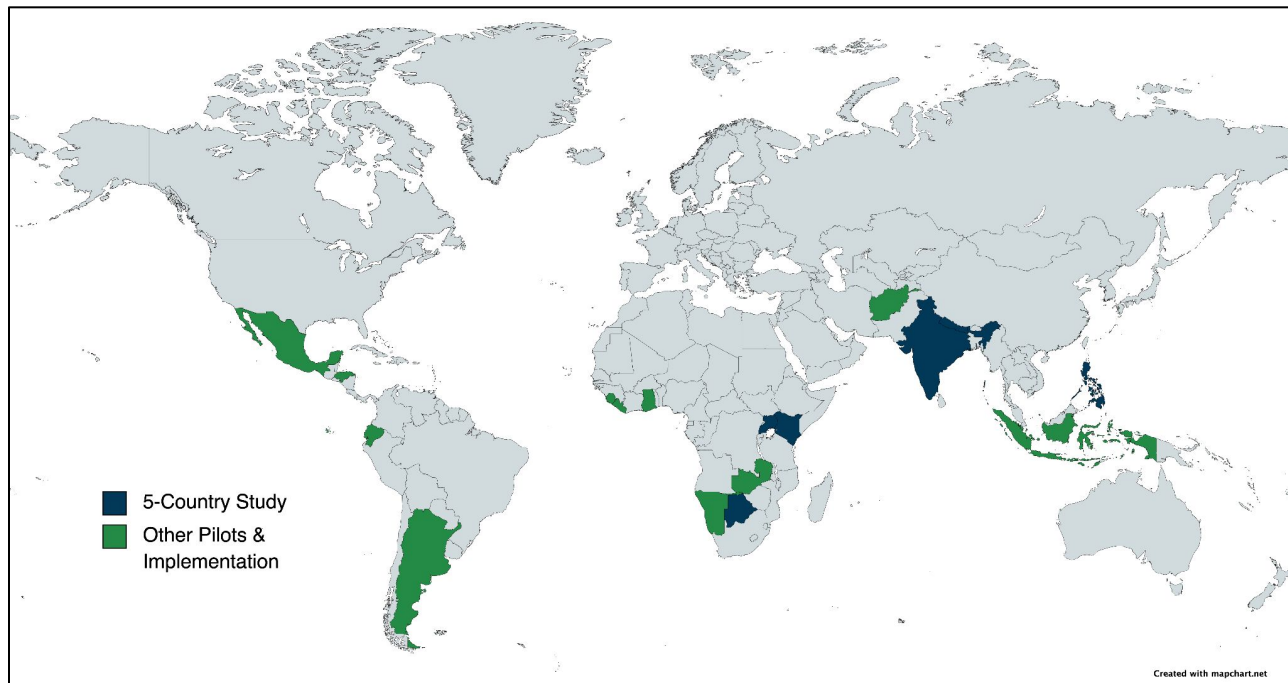 5-Country Study
Other Pilots &
Implementation
Created with mapchart.net